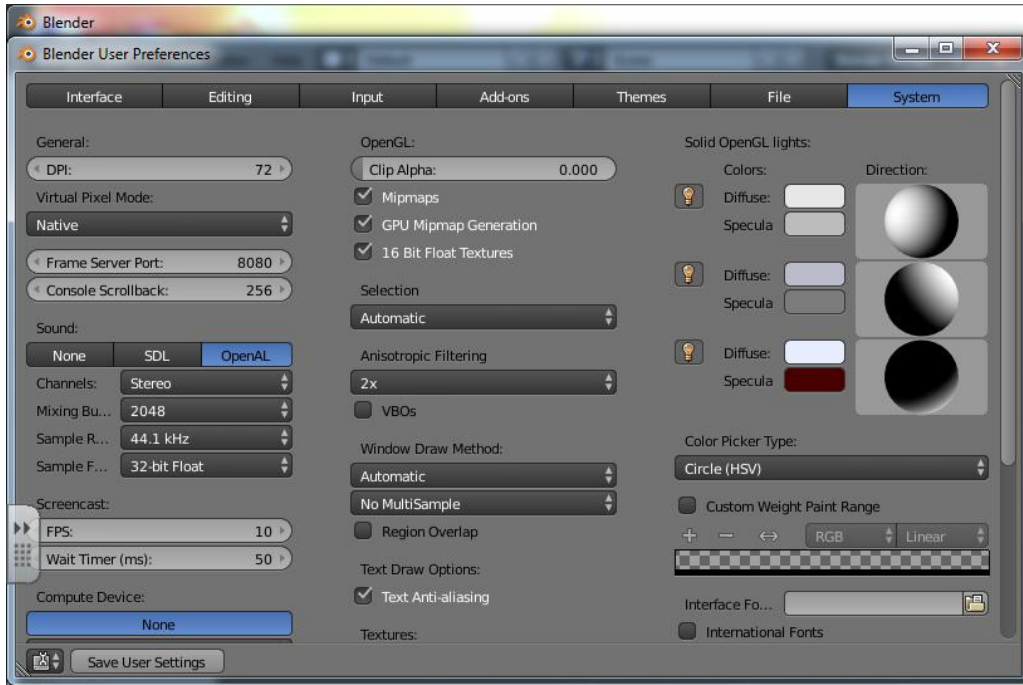 Blender
Blender User Preferences
Interface
Editing
Input
Add-ons
Themes
File
System
General:
DPI: 72
Virtual Pixel Mode:
Native
Frame Server Port: 8080
Console Scrollback: 256
Sound:
None
SDL
OpenAL
Channels: Stereo
Mixing Bu... 2048
Sample R... 44.1 kHz
Sample F... 32-bit Float
Screencast:
FPS: 10
Wait Timer (ms): 50
Compute Device:
None
OpenGL:
Clip Alpha: 0.000
Mipmaps
GPU Mipmap Generation
16 Bit Float Textures
Selection
Automatic
Anisotropic Filtering
2x
VBOs
Window Draw Method:
Automatic
No MultiSample
Region Overlap
Text Draw Options:
Text Anti-aliasing
Textures:
Solid OpenGL lights:
Colors:
Direction:
Diffuse:
Specula
Diffuse:
Specula
Diffuse:
Specula
Color Picker Type:
Circle (HSV)
Custom Weight Paint Range
RGB
Linear
Interface Fo...
International Fonts
Save User Settings